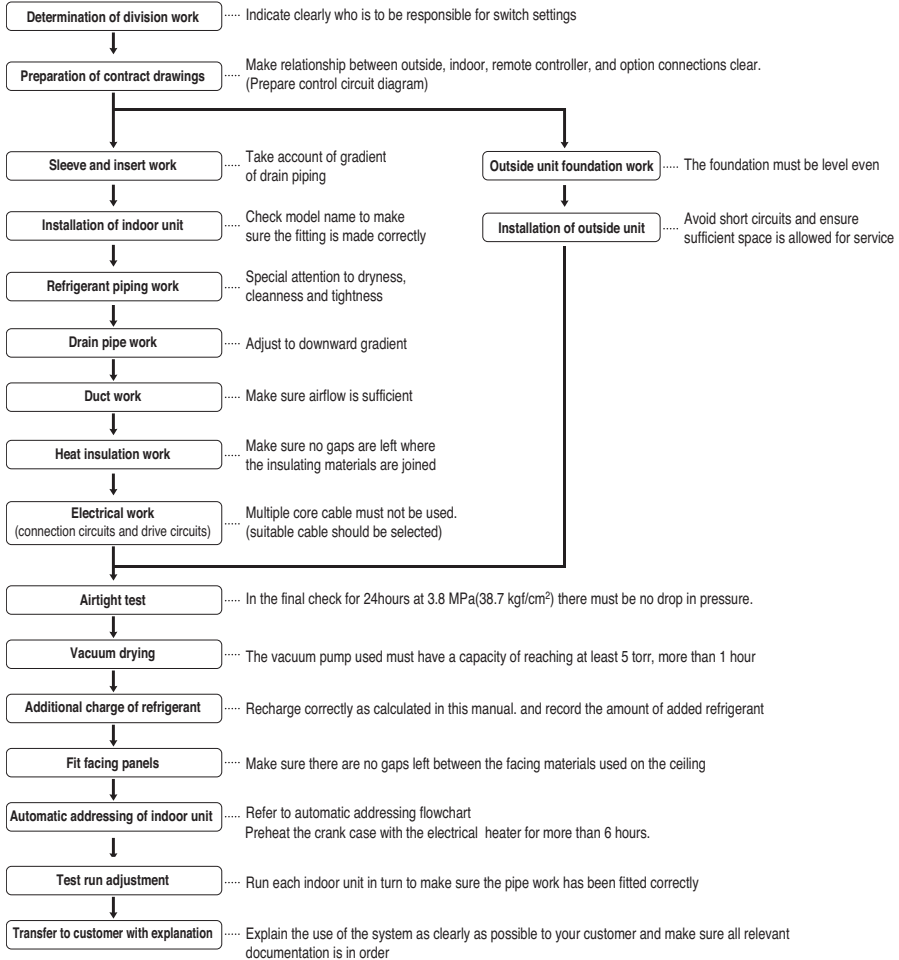 Determination of division work
Indicate clearly who is to be responsible for switch settings
Preparation of contract drawings
Make relationship between outside, indoor, remote controller, and option connections clear.
(Prepare control circuit diagram)
Sleeve and insert work
Take account of gradient
of drain piping
Outside unit foundation work
The foundation must be level even
Installation of indoor unit
Check model name to make
sure the fitting is made correctly
Installation of outside unit
Avoid short circuits and ensure
sufficient space is allowed for service
Refrigerant piping work
Special attention to dryness,
cleanness and tightness
Drain pipe work
Adjust to downward gradient
Duct work
Make sure airflow is sufficient
Heat insulation work
Make sure no gaps are left where
the insulating materials are joined
Electrical work
(connection circuits and drive circuits)
Multiple core cable must not be used.
(suitable cable should be selected)
Airtight test
In the final check for 24hours at 3.8 MPa(38.7 kgf/cm²) there must be no drop in pressure.
Vacuum drying
The vacuum pump used must have a capacity of reaching at least 5 torr, more than 1 hour
Additional charge of refrigerant
Recharge correctly as calculated in this manual. and record the amount of added refrigerant
Fit facing panels
Make sure there are no gaps left between the facing materials used on the ceiling
Automatic addressing of indoor unit
Refer to automatic addressing flowchart
Preheat the crank case with the electrical heater for more than 6 hours.
Test run adjustment
Run each indoor unit in turn to make sure the pipe work has been fitted correctly
Transfer to customer with explanation
Explain the use of the system as clearly as possible to your customer and make sure all relevant
documentation is in order